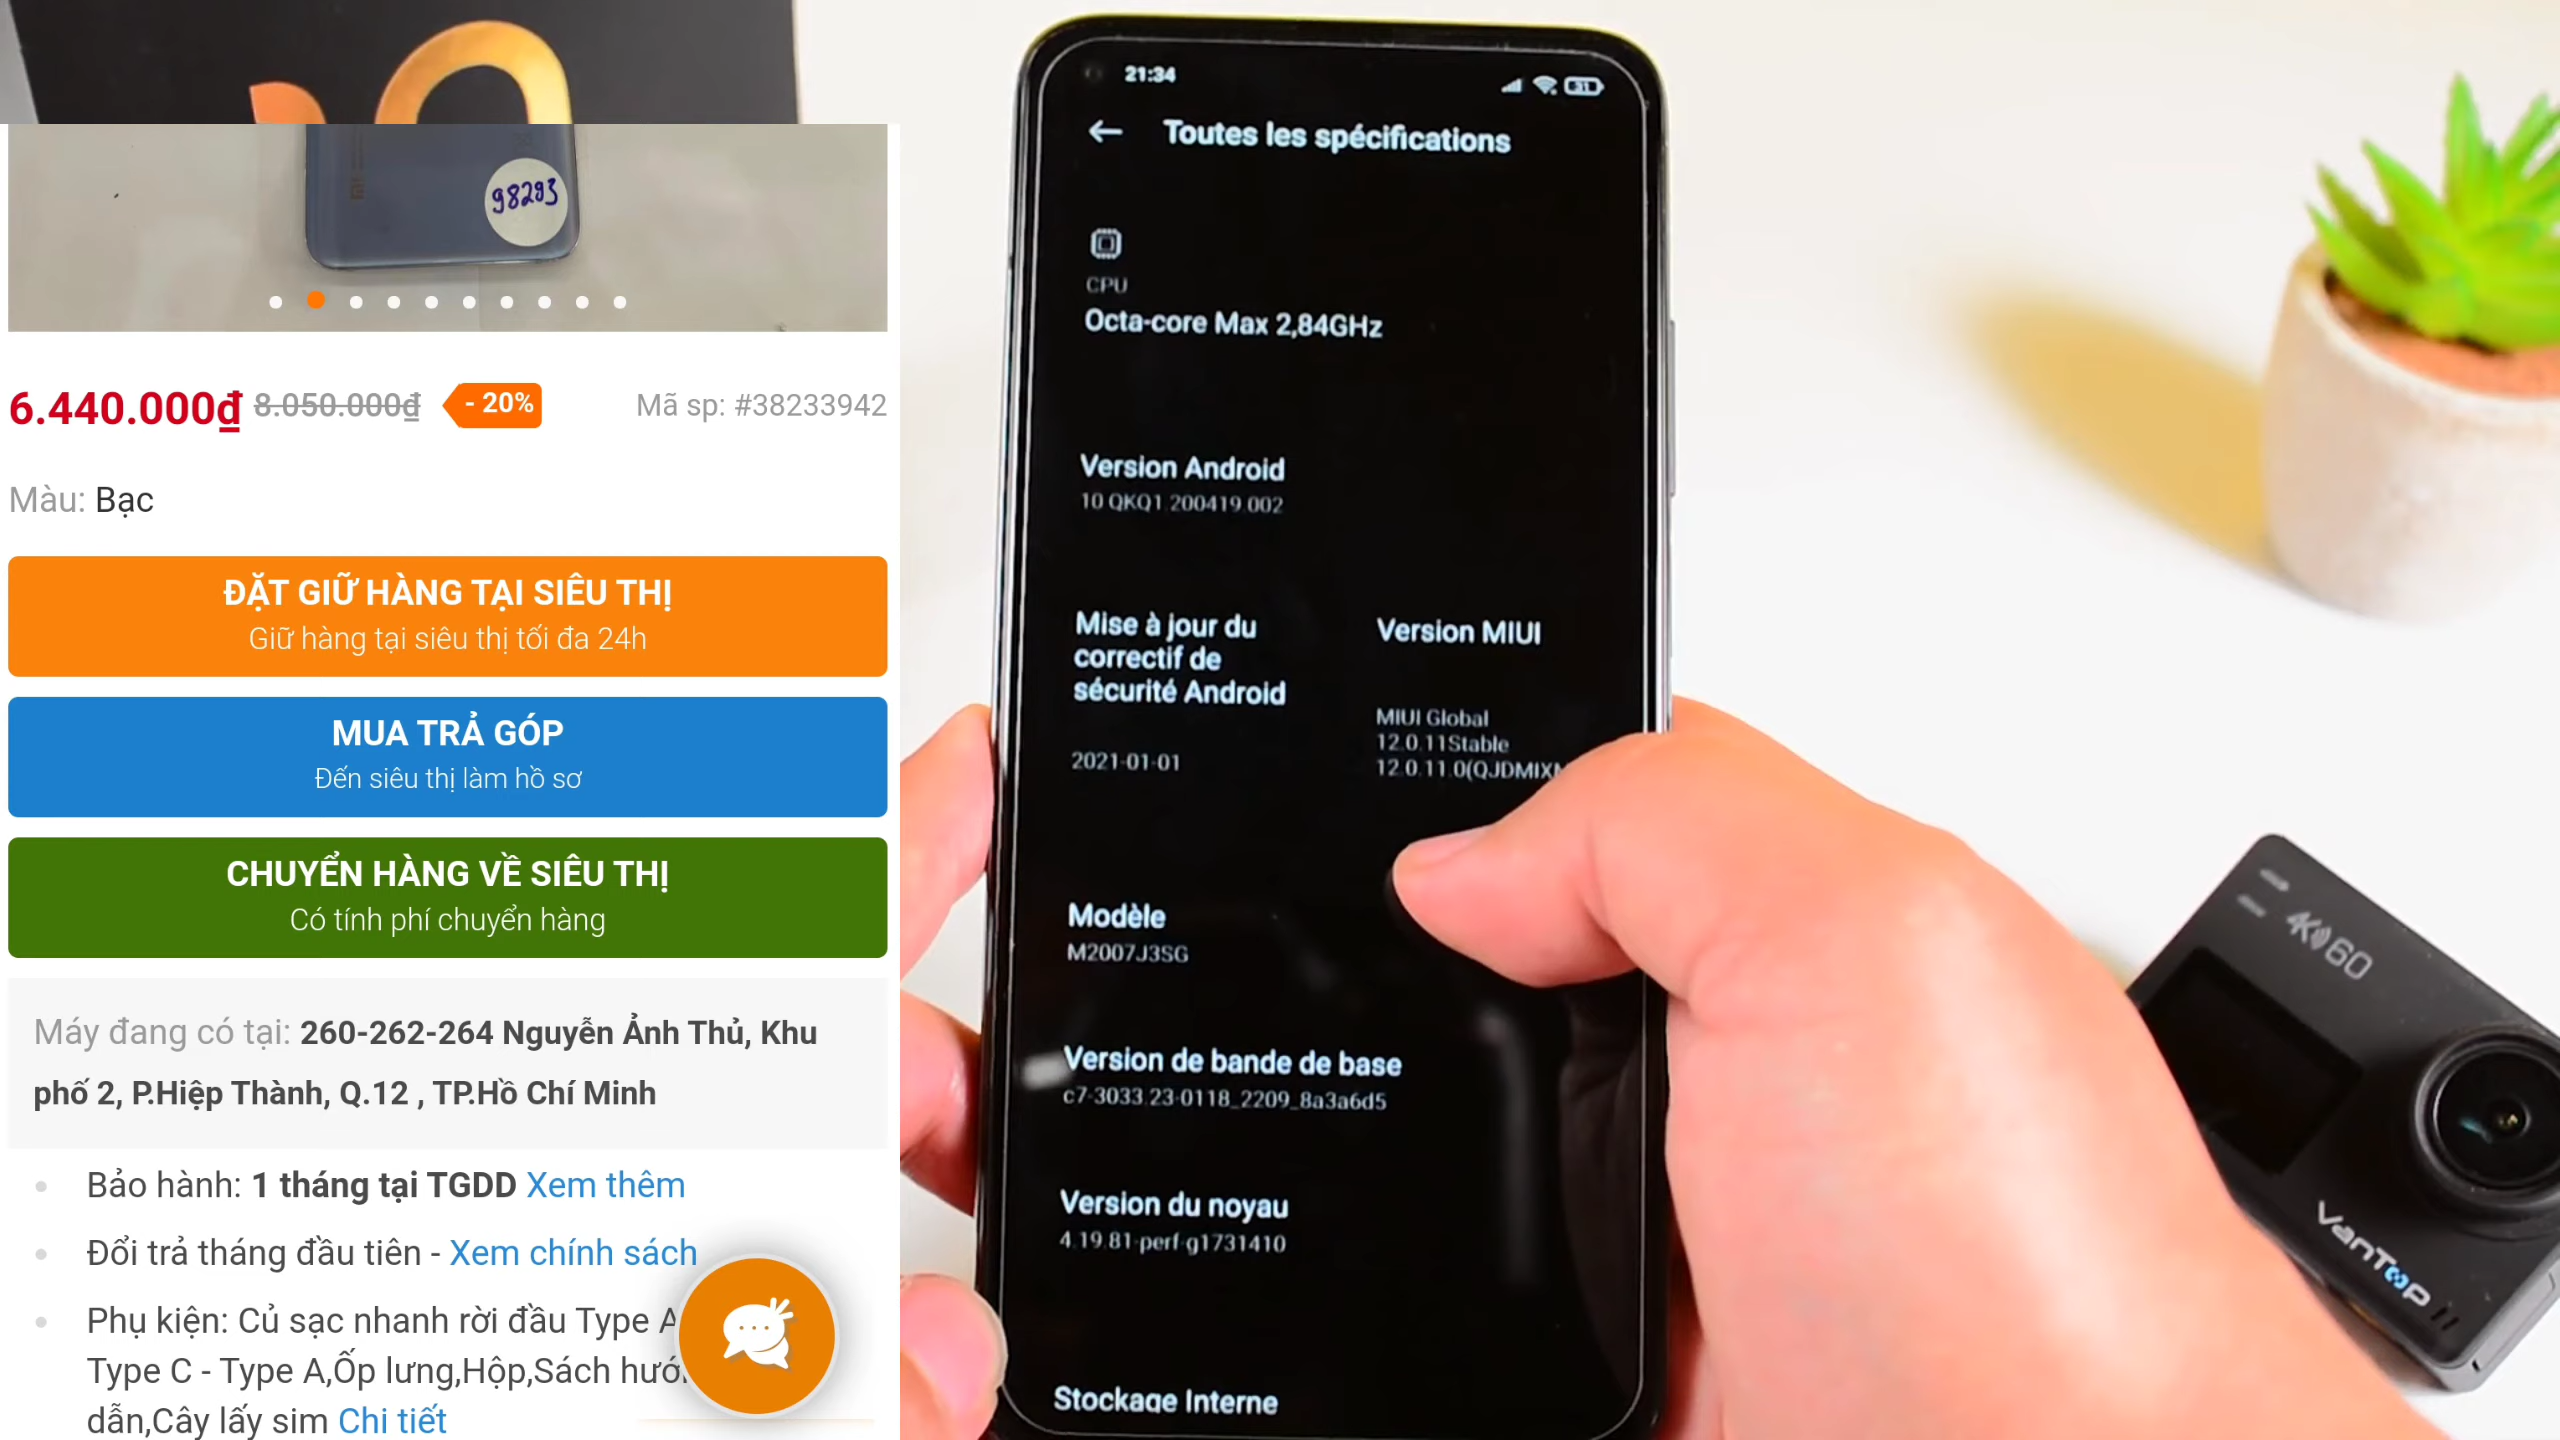 98293
6.440.000₫ 8.050.000₫ - 20% Mã sp: #38233942
Màu: Bạc
ĐẶT GIỮ HÀNG TẠI SIÊU THỊ
Giữ hàng tại siêu thị tối đa 24h
MUA TRẢ GÓP
Đến siêu thị làm hồ sơ
CHUYỂN HÀNG VỀ SIÊU THỊ
Có tính phí chuyển hàng
Máy đang có tại: 260-262-264 Nguyễn Ảnh Thủ, Khu
phố 2, P.Hiệp Thành, Q.12 , TP.Hồ Chí Minh
Bảo hành: 1 tháng tại TGDD Xem thêm
Đổi trả tháng đầu tiên - Xem chính sách
Phụ kiện: Củ sạc nhanh rời đầu Type A
Type C - Type A,Ốp lưng,Hộp,Sách
dẫn,Cây lấy sim Chi tiết
21:34
31
Toutes les spécifications
CPU
Octa-core Max 2,84GHz
Version Android
10 QKQ1.200419.002
Mise à jour du
correctif de
sécurité Android
2021-01-01
Version MIUI
MIUI Global
12.0.11Stable
12.0.11.0(QJDMIXM
Modèle
M2007J3SG
Version de bande de base
c7-3033.23-0118_2209_8a3a6d5
Version du noyau
4.19.81-perf-g1731410
Stockage Interne
4K 60
VanTop